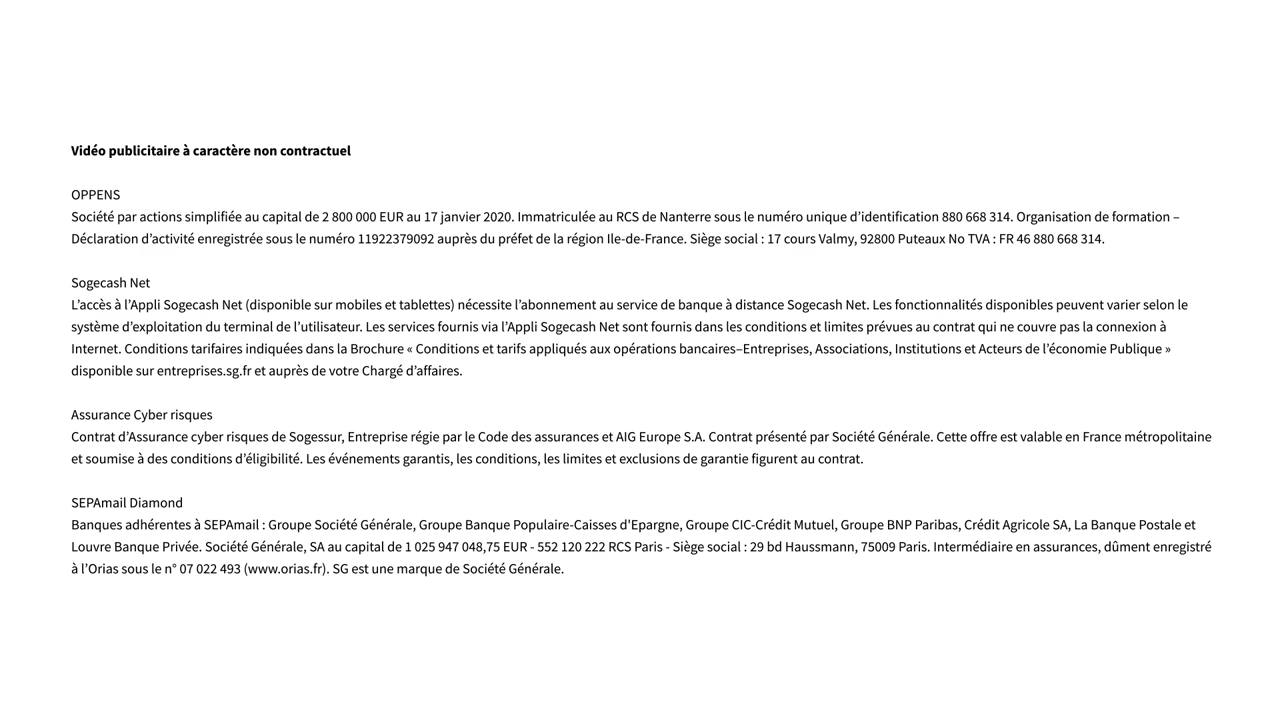 Vidéo publicitaire à caractère non contractuel
OPPENS
Société par actions simplifiée au capital de 2 800 000 EUR au 17 janvier 2020. Immatriculée au RCS de Nanterre sous le numéro unique d’identification 880 668 314. Organisation de formation –
Déclaration d’activité enregistrée sous le numéro 11922379092 auprès du préfet de la région Ile-de-France. Siège social : 17 cours Valmy, 92800 Puteaux No TVA : FR 46 880 668 314.
Sogecash Net
L’accès à l’Appli Sogecash Net (disponible sur mobiles et tablettes) nécessite l’abonnement au service de banque à distance Sogecash Net. Les fonctionnalités disponibles peuvent varier selon le
système d’exploitation du terminal de l’utilisateur. Les services fournis via l’Appli Sogecash Net sont fournis dans les conditions et limites prévues au contrat qui ne couvre pas la connexion à
Internet. Conditions tarifaires indiquées dans la Brochure « Conditions et tarifs appliqués aux opérations bancaires–Entreprises, Associations, Institutions et Acteurs de l’économie Publique »
disponible sur entreprises.sg.fr et auprès de votre Chargé d’affaires.
Assurance Cyber risques
Contrat d’Assurance cyber risques de Sogessur, Entreprise régie par le Code des assurances et AIG Europe S.A. Contrat présenté par Société Générale. Cette offre est valable en France métropolitaine
et soumise à des conditions d’éligibilité. Les événements garantis, les conditions, les limites et exclusions de garantie figurent au contrat.
SEPAmail Diamond
Banques adhérentes à SEPAmail : Groupe Société Générale, Groupe Banque Populaire-Caisses d'Epargne, Groupe CIC-Crédit Mutuel, Groupe BNP Paribas, Crédit Agricole SA, La Banque Postale et
Louvre Banque Privée. Société Générale, SA au capital de 1 025 947 048,75 EUR - 552 120 222 RCS Paris - Siège social : 29 bd Haussmann, 75009 Paris. Intermédiaire en assurances, dûment enregistré
à l’Orias sous le n° 07 022 493 (www.orias.fr). SG est une marque de Société Générale.